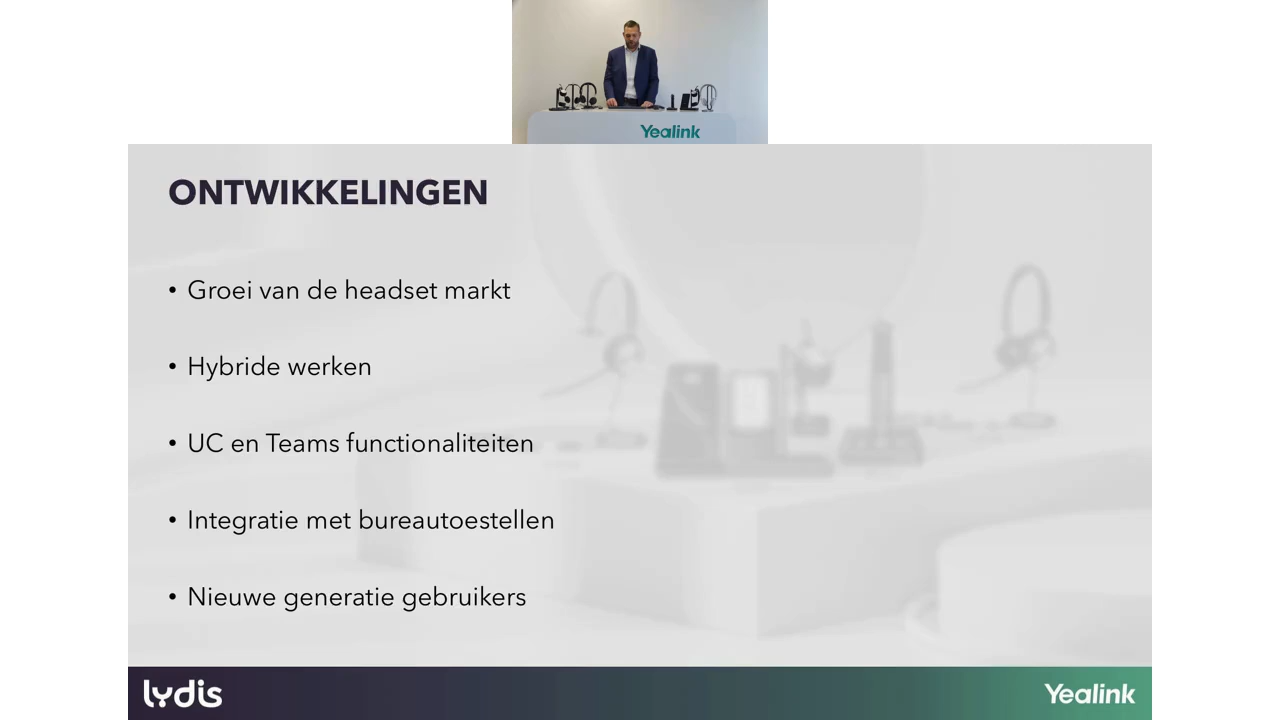 Yealink
ONTWIKKELINGEN
• Groei van de headset markt
• Hybride werken
• UC en Teams functionaliteiten
• Integratie met bureautoestellen
• Nieuwe generatie gebruikers
lydis
Yealink